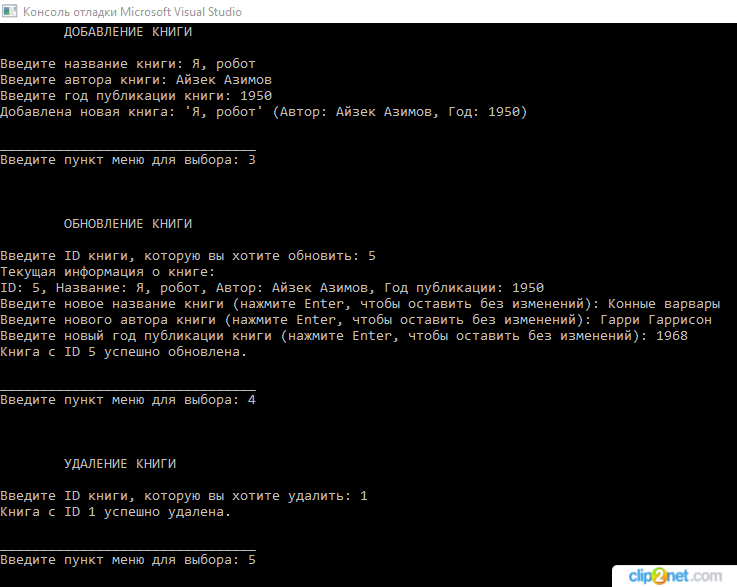 Консоль отладки Microsoft Visual Studio
ДОБАВЛЕНИЕ КНИГИ
Введите название книги: Я, робот
Введите автора книги: Айзек Азимов
Введите год публикации книги: 1950
Добавлена новая книга: 'Я, робот' (Автор: Айзек Азимов, Год: 1950)
________________________________
Введите пункт меню для выбора: 3
ОБНОВЛЕНИЕ КНИГИ
Введите ID книги, которую вы хотите обновить: 5
Текущая информация о книге:
ID: 5, Название: Я, робот, Автор: Айзек Азимов, Год публикации: 1950
Введите новое название книги (нажмите Enter, чтобы оставить без изменений): Конные варвары
Введите нового автора книги (нажмите Enter, чтобы оставить без изменений): Гарри Гаррисон
Введите новый год публикации книги (нажмите Enter, чтобы оставить без изменений): 1968
Книга с ID 5 успешно обновлена.
________________________________
Введите пункт меню для выбора: 4
УДАЛЕНИЕ КНИГИ
Введите ID книги, которую вы хотите удалить: 1
Книга с ID 1 успешно удалена.
________________________________
Введите пункт меню для выбора: 5
clip2net.com